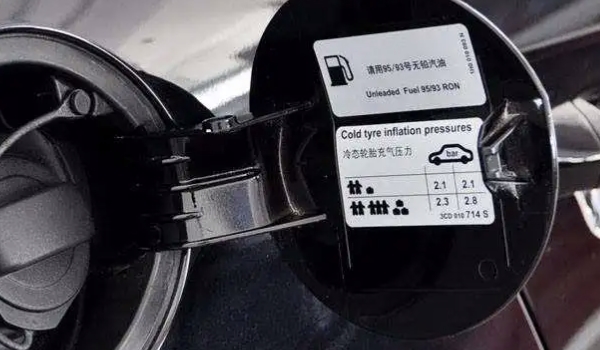 请用95/93号无铅汽油
Unleaded Fuel 95/93 RON
Cold tyre inflation pressures
冷态轮胎充气压力
bar
2.1 2.1
2.3 2.8
3CD 010 714 S